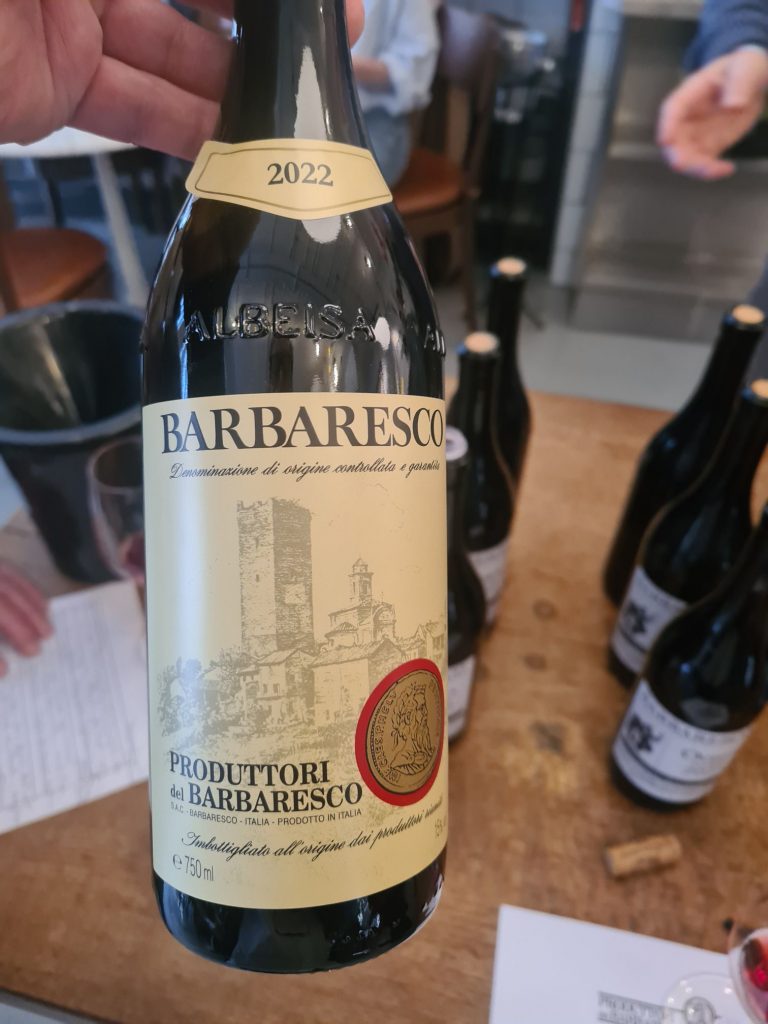 2022
ALBEISA
BARBARESCO
Denominazione di origine controllata e garantita
PRODUTTORI
del BARBARESCO
S.A.C. - BARBARESCO - ITALIA - PRODOTTO IN ITALIA
Imbottigliato all'origine dai produttori riuniti
℮ 750 ml